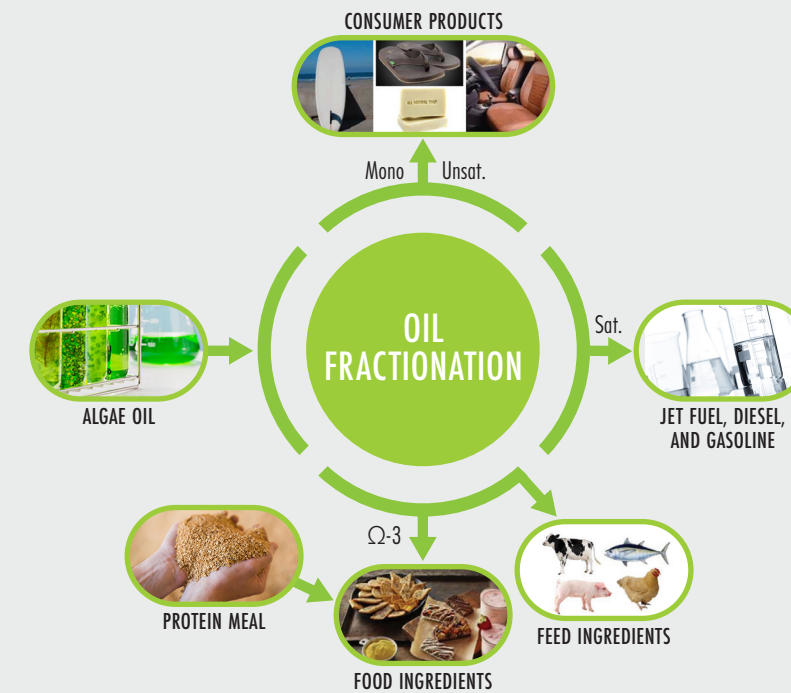 CONSUMER PRODUCTS
Mono Unsat.
OIL
FRACTIONATION
Sat.
ALGAE OIL
JET FUEL, DIESEL,
AND GASOLINE
Ω-3
PROTEIN MEAL
FEED INGREDIENTS
FOOD INGREDIENTS